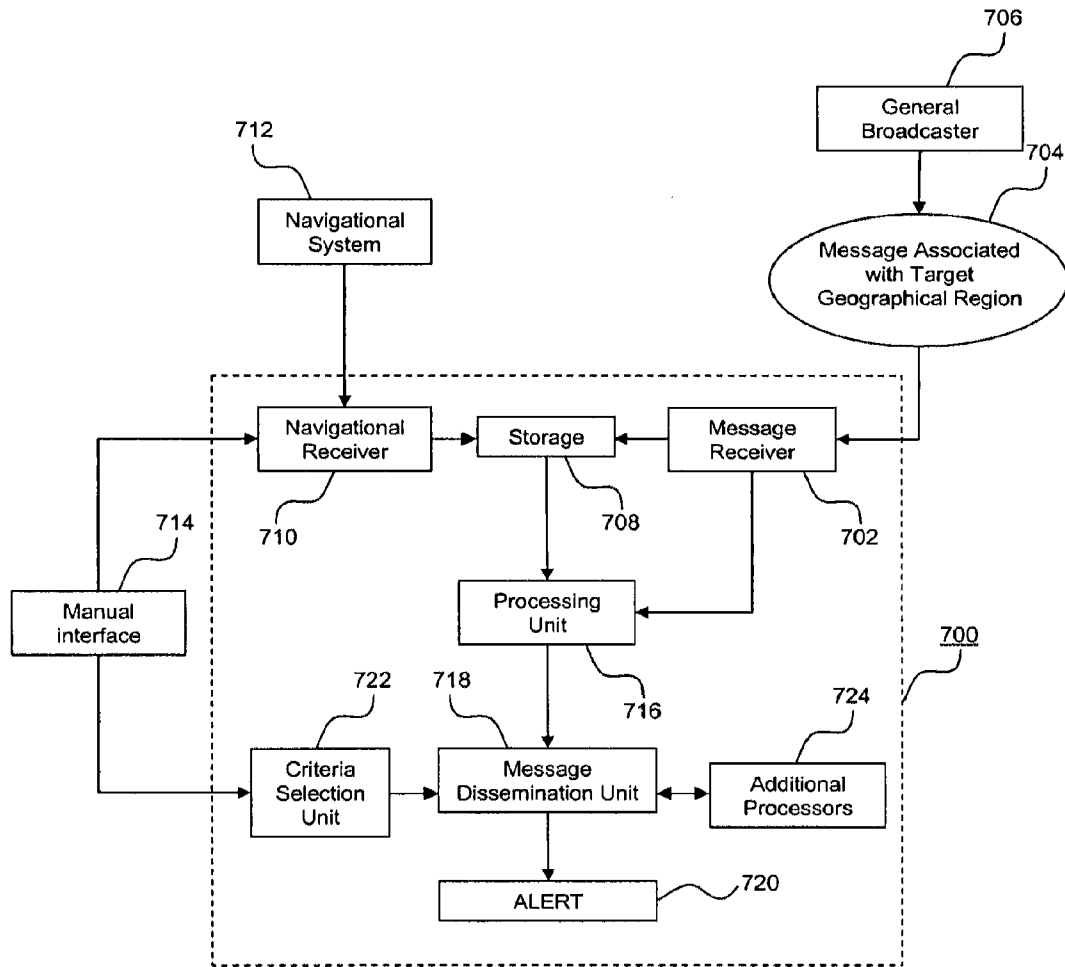 706
General
Broadcaster
704
Message Associated
with Target
Geographical Region
712
Navigational
System
Navigational
Receiver
710
Storage
708
Message
Receiver
702
714
Manual
interface
Processing
Unit
716
700
722
Criteria
Selection
Unit
718
Message
Dissemination Unit
724
Additional
Processors
ALERT
720